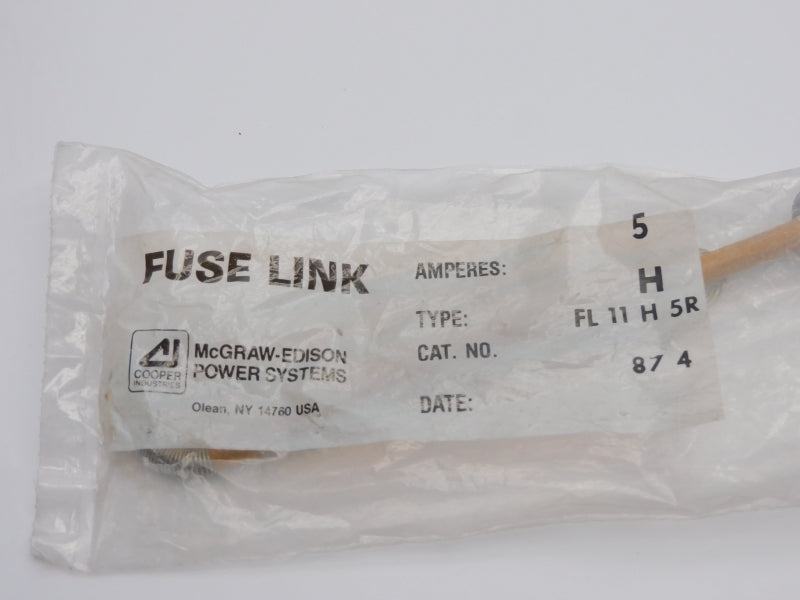 FUSE LINK
COOPER
INDUSTRIES
McGRAW-EDISON
POWER SYSTEMS
Olean, NY 14760 USA
AMPERES: 5
TYPE: H
CAT. NO. FL 11 H 5R
DATE: 87 4